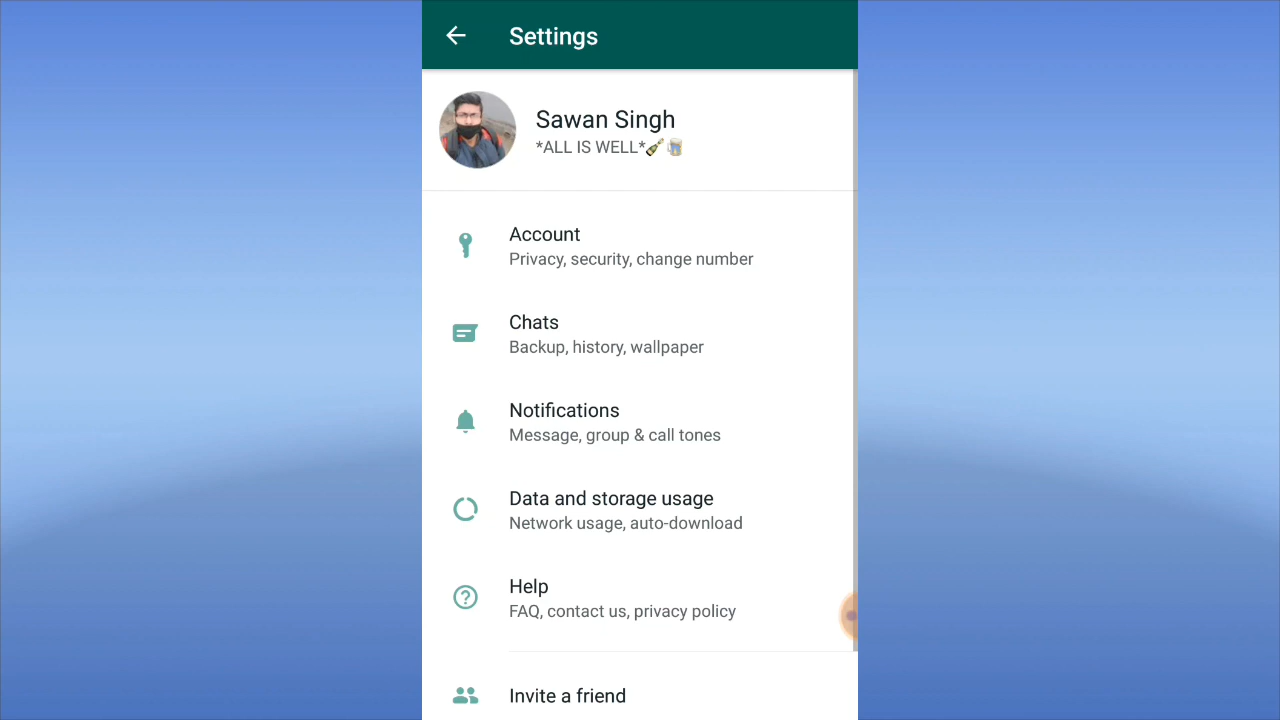 Settings
Sawan Singh
*ALL IS WELL*🍾🍺
Account
Privacy, security, change number
Chats
Backup, history, wallpaper
Notifications
Message, group & call tones
Data and storage usage
Network usage, auto-download
Help
FAQ, contact us, privacy policy
Invite a friend